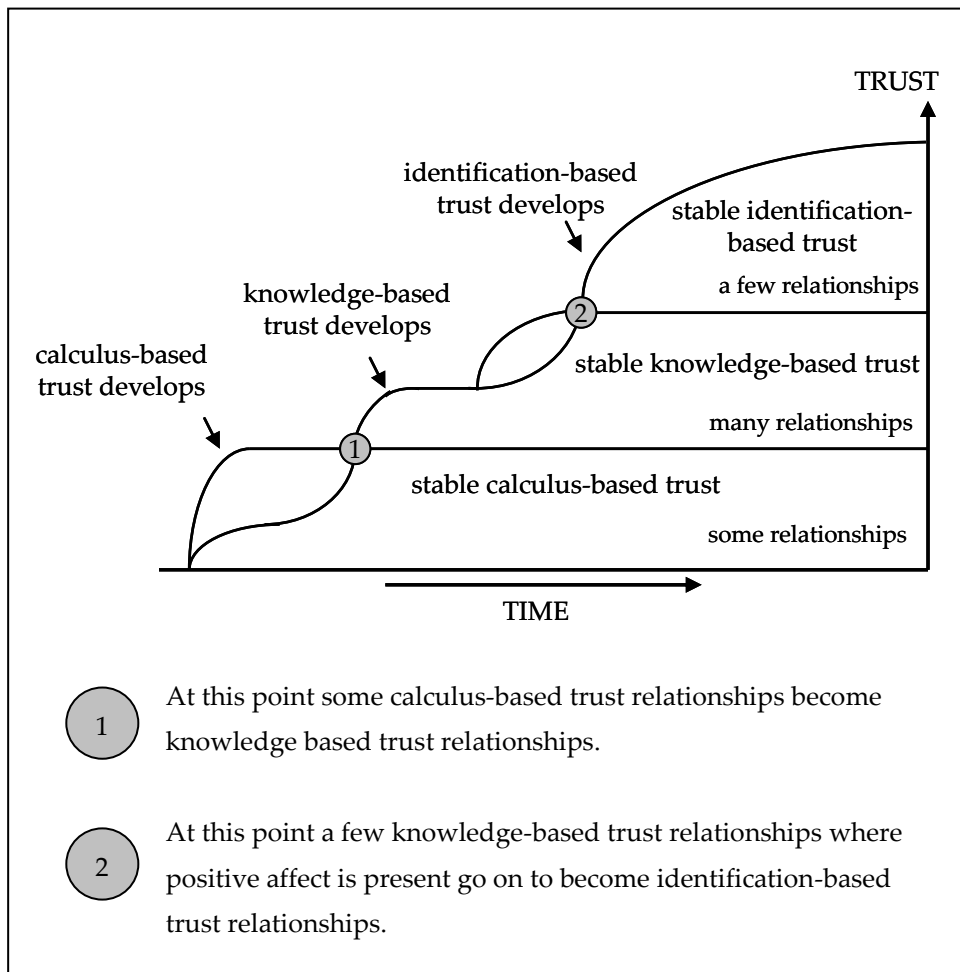 TRUST
identification-based
trust develops
stable identification-
based trust
a few relationships
knowledge-based
trust develops
2
calculus-based
trust develops
stable knowledge-based trust
many relationships
1
stable calculus-based trust
some relationships
TIME
1
At this point some calculus-based trust relationships become
knowledge based trust relationships.
2
At this point a few knowledge-based trust relationships where
positive affect is present go on to become identification-based
trust relationships.